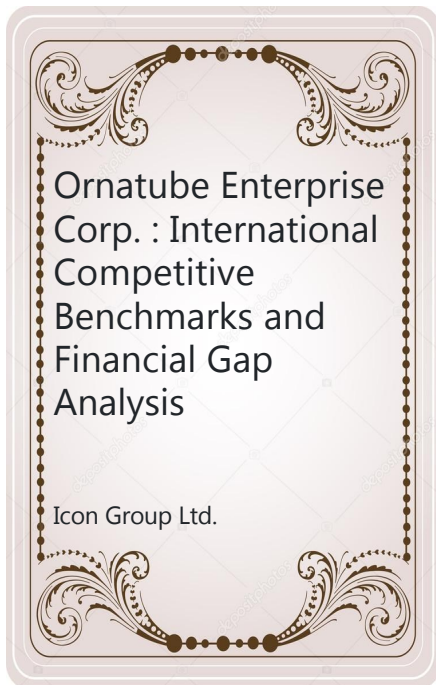 Ornatube Enterprise
Corp. : International
Competitive
Benchmarks and
Financial Gap
Analysis
Icon Group Ltd.